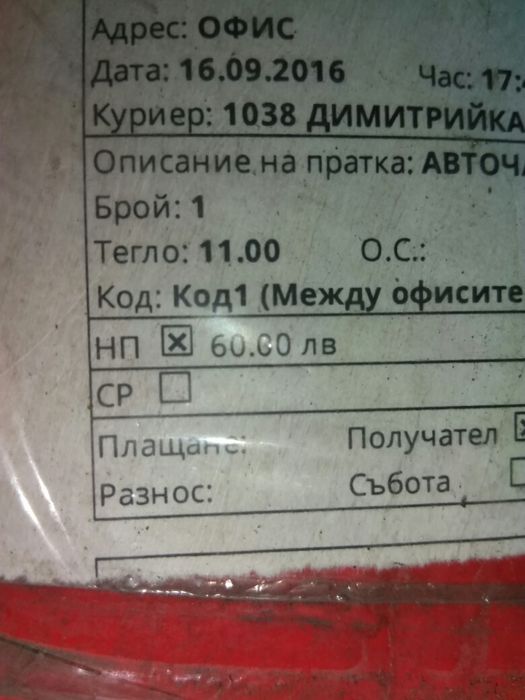 Адрес: ОФИС
Дата: 16.09.2016 Час: 17:
Куриер: 1038 ДИМИТРИЙКА
Описание на пратка: АВТОЧ
Брой: 1
Тегло: 11.00 О.С.:
Код: Код1 (Между офисите
НП 60.00 лв
СР
Плащане: Получател
Разнос: Събота